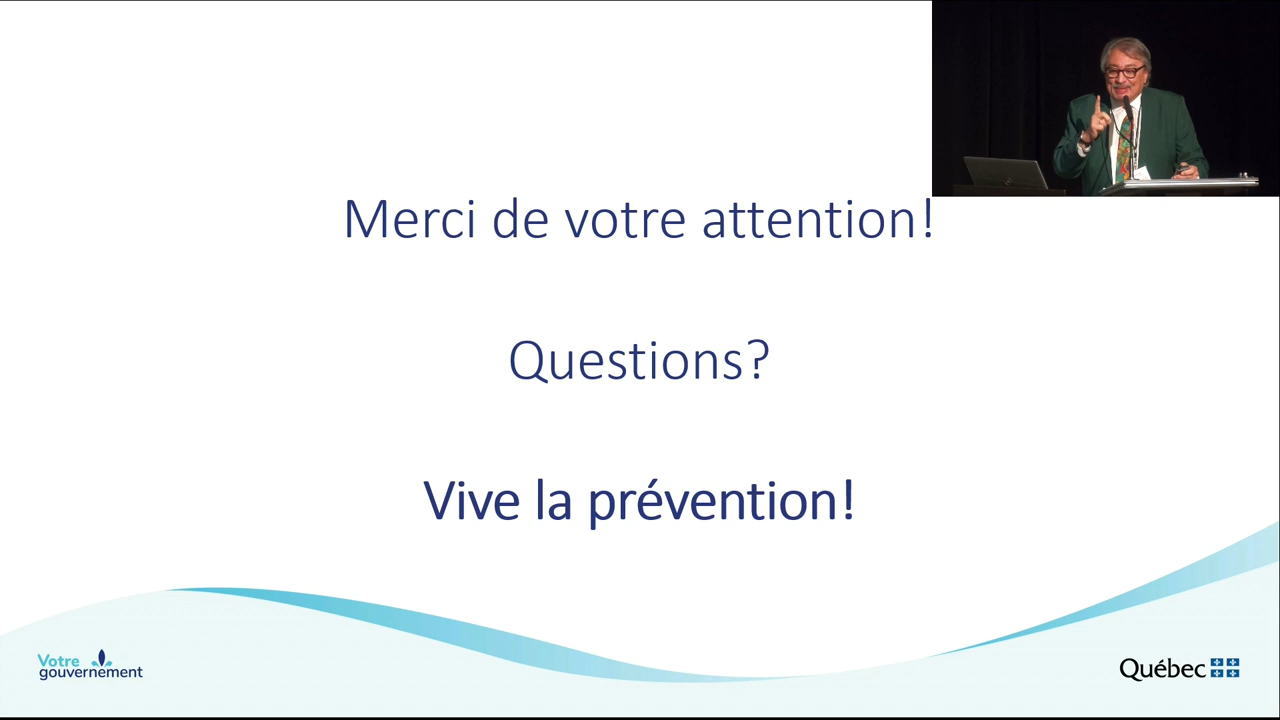 Merci de votre attention!
Questions?
Vive la prévention!
Votre
gouvernement
Québec